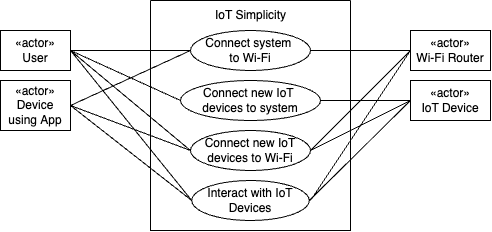 IoT Simplicity
«actor»
User
«actor»
Device
using App
Connect system
to Wi-Fi
Connect new IoT
devices to system
Connect new IoT
devices to Wi-Fi
Interact with IoT
Devices
«actor»
Wi-Fi Router
«actor»
IoT Device